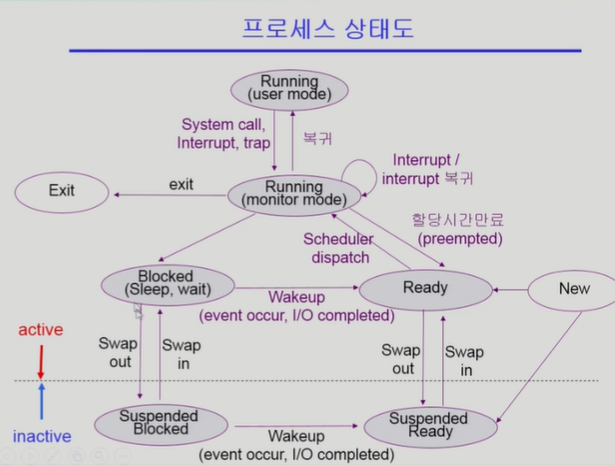 프로세스 상태도
Running
(user mode)
System call,
Interrupt, trap
복귀
Interrupt /
interrupt 복귀
Exit
exit
Running
(monitor mode)
할당시간만료
(preempted)
Scheduler
dispatch
Blocked
(Sleep, wait)
Wakeup
(event occur, I/O completed)
Ready
New
active
Swap
out
Swap
in
Swap
out
Swap
in
inactive
Suspended
Blocked
Wakeup
(event occur, I/O completed)
Suspended
Ready